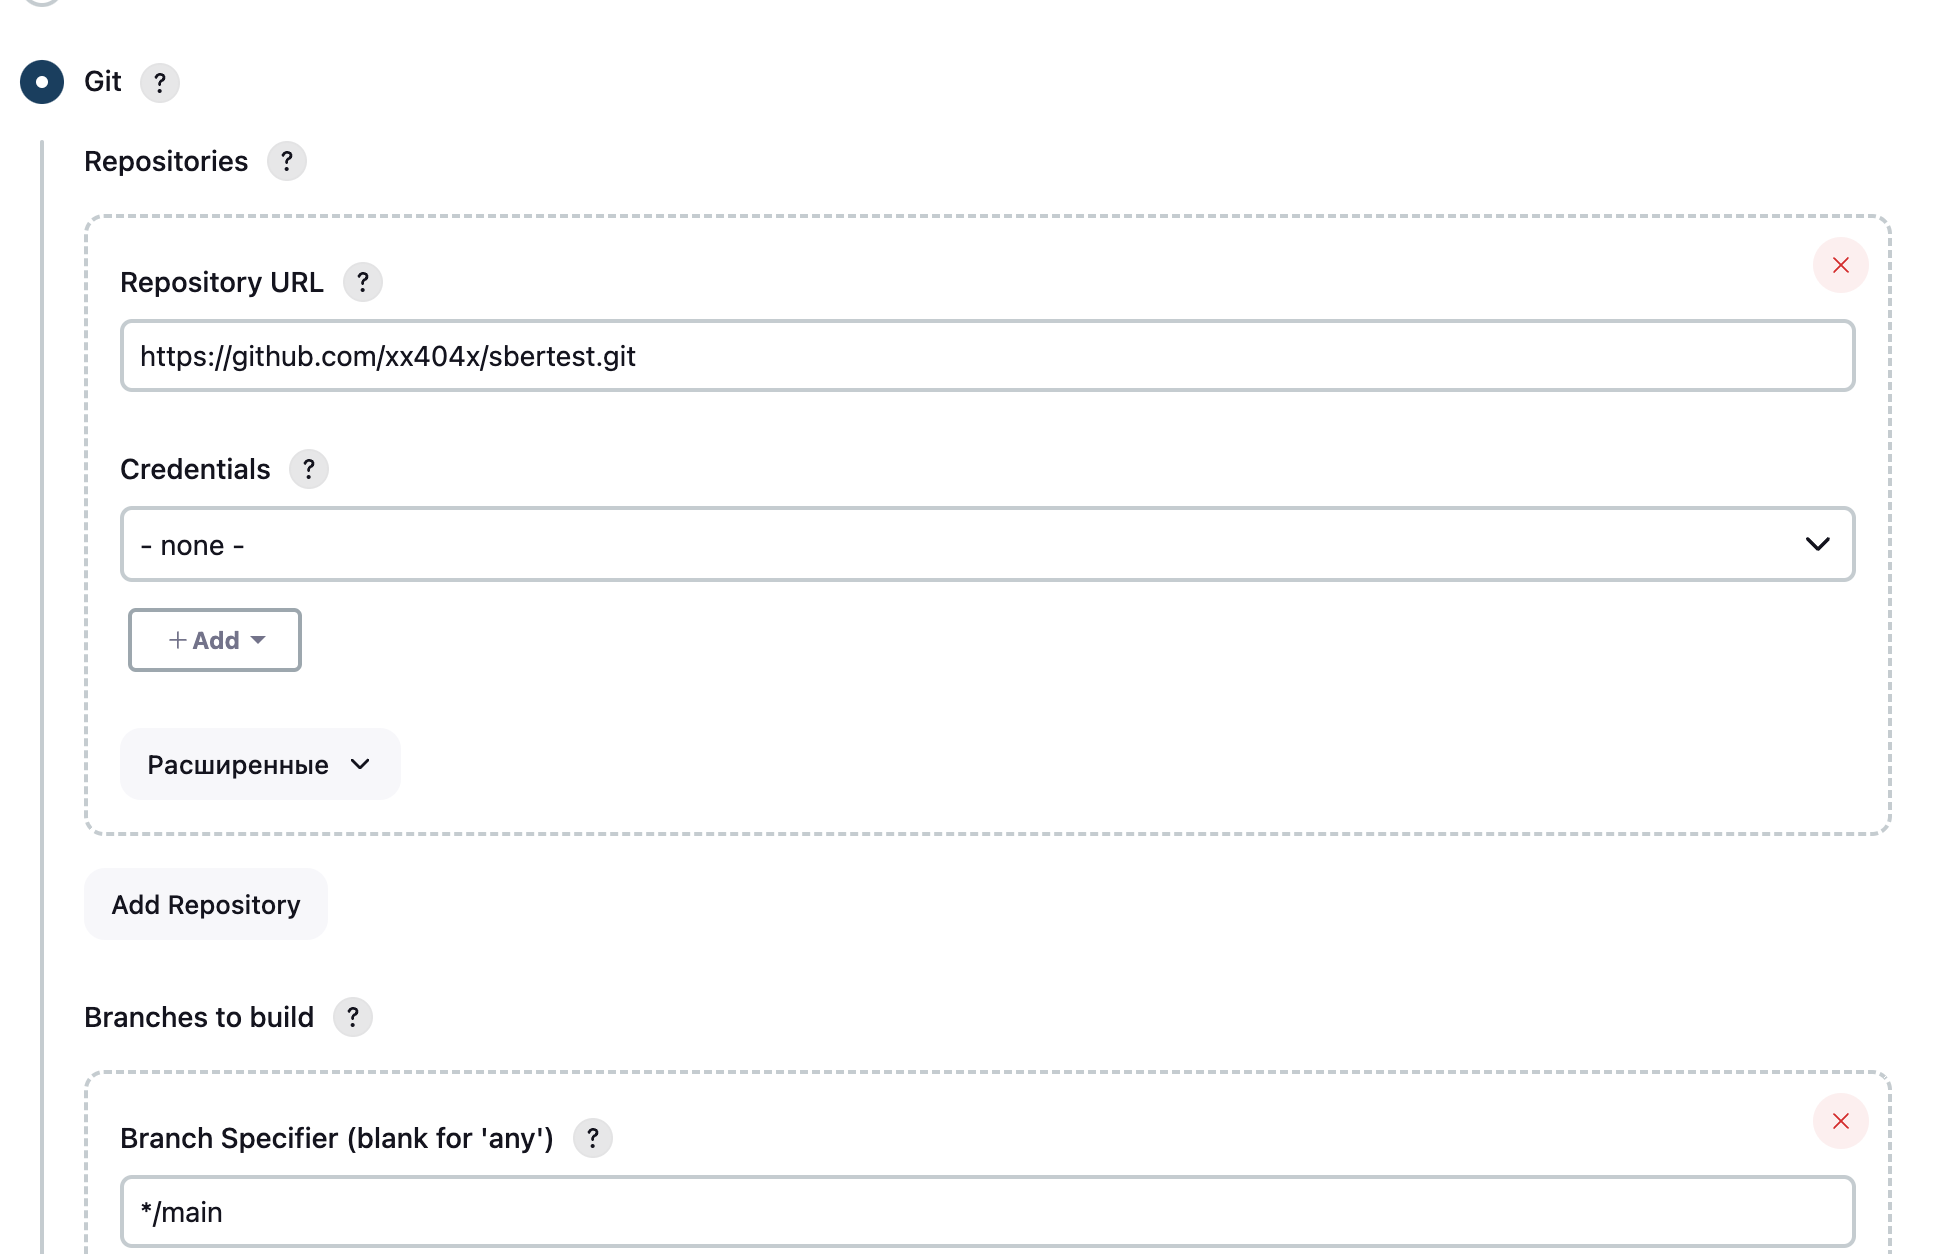 Git ?
Repositories ?
Repository URL ?
https://github.com/xx404x/sbertest.git
Credentials ?
- none -
+ Add
Расширенные
Add Repository
Branches to build ?
Branch Specifier (blank for 'any') ?
*/main